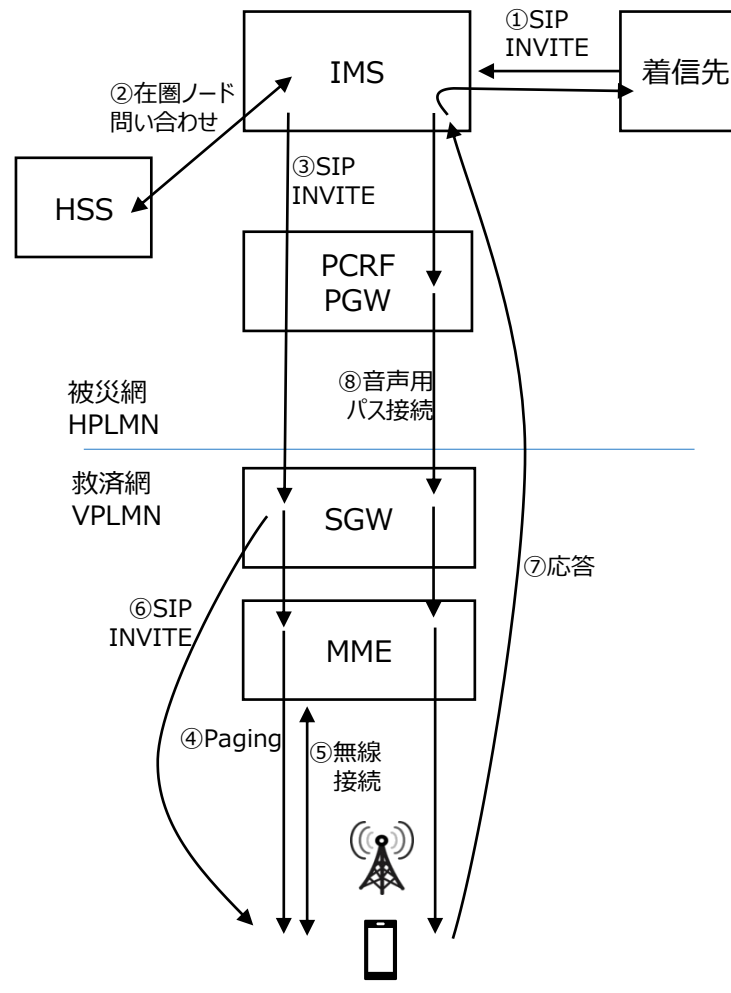 ①SIP
INVITE
IMS
着信先
②在圏ノード
問い合わせ
③SIP
INVITE
HSS
PCRF
PGW
⑧音声用
パス接続
被災網
HPLMN
救済網
VPLMN
SGW
⑦応答
⑥SIP
INVITE
MME
④Paging
⑤無線
接続